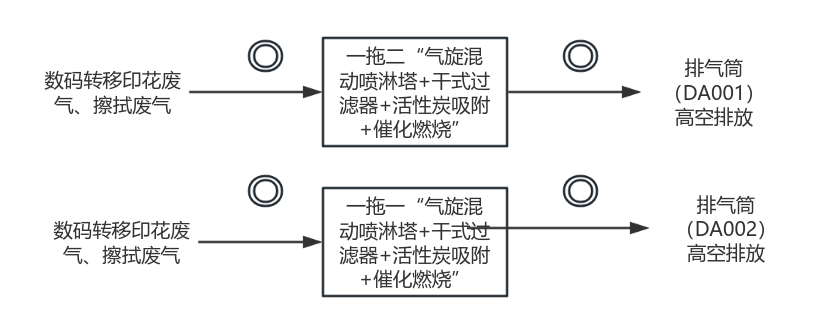 数码转移印花废
气、擦拭废气
一拖二“气旋混
动喷淋塔+干式过
滤器+活性炭吸附
+催化燃烧”
排气筒
（DA001）
高空排放
数码转移印花废
气、擦拭废气
一拖一“气旋混
动喷淋塔+干式过
滤器+活性炭吸附
+催化燃烧”
排气筒
（DA002）
高空排放